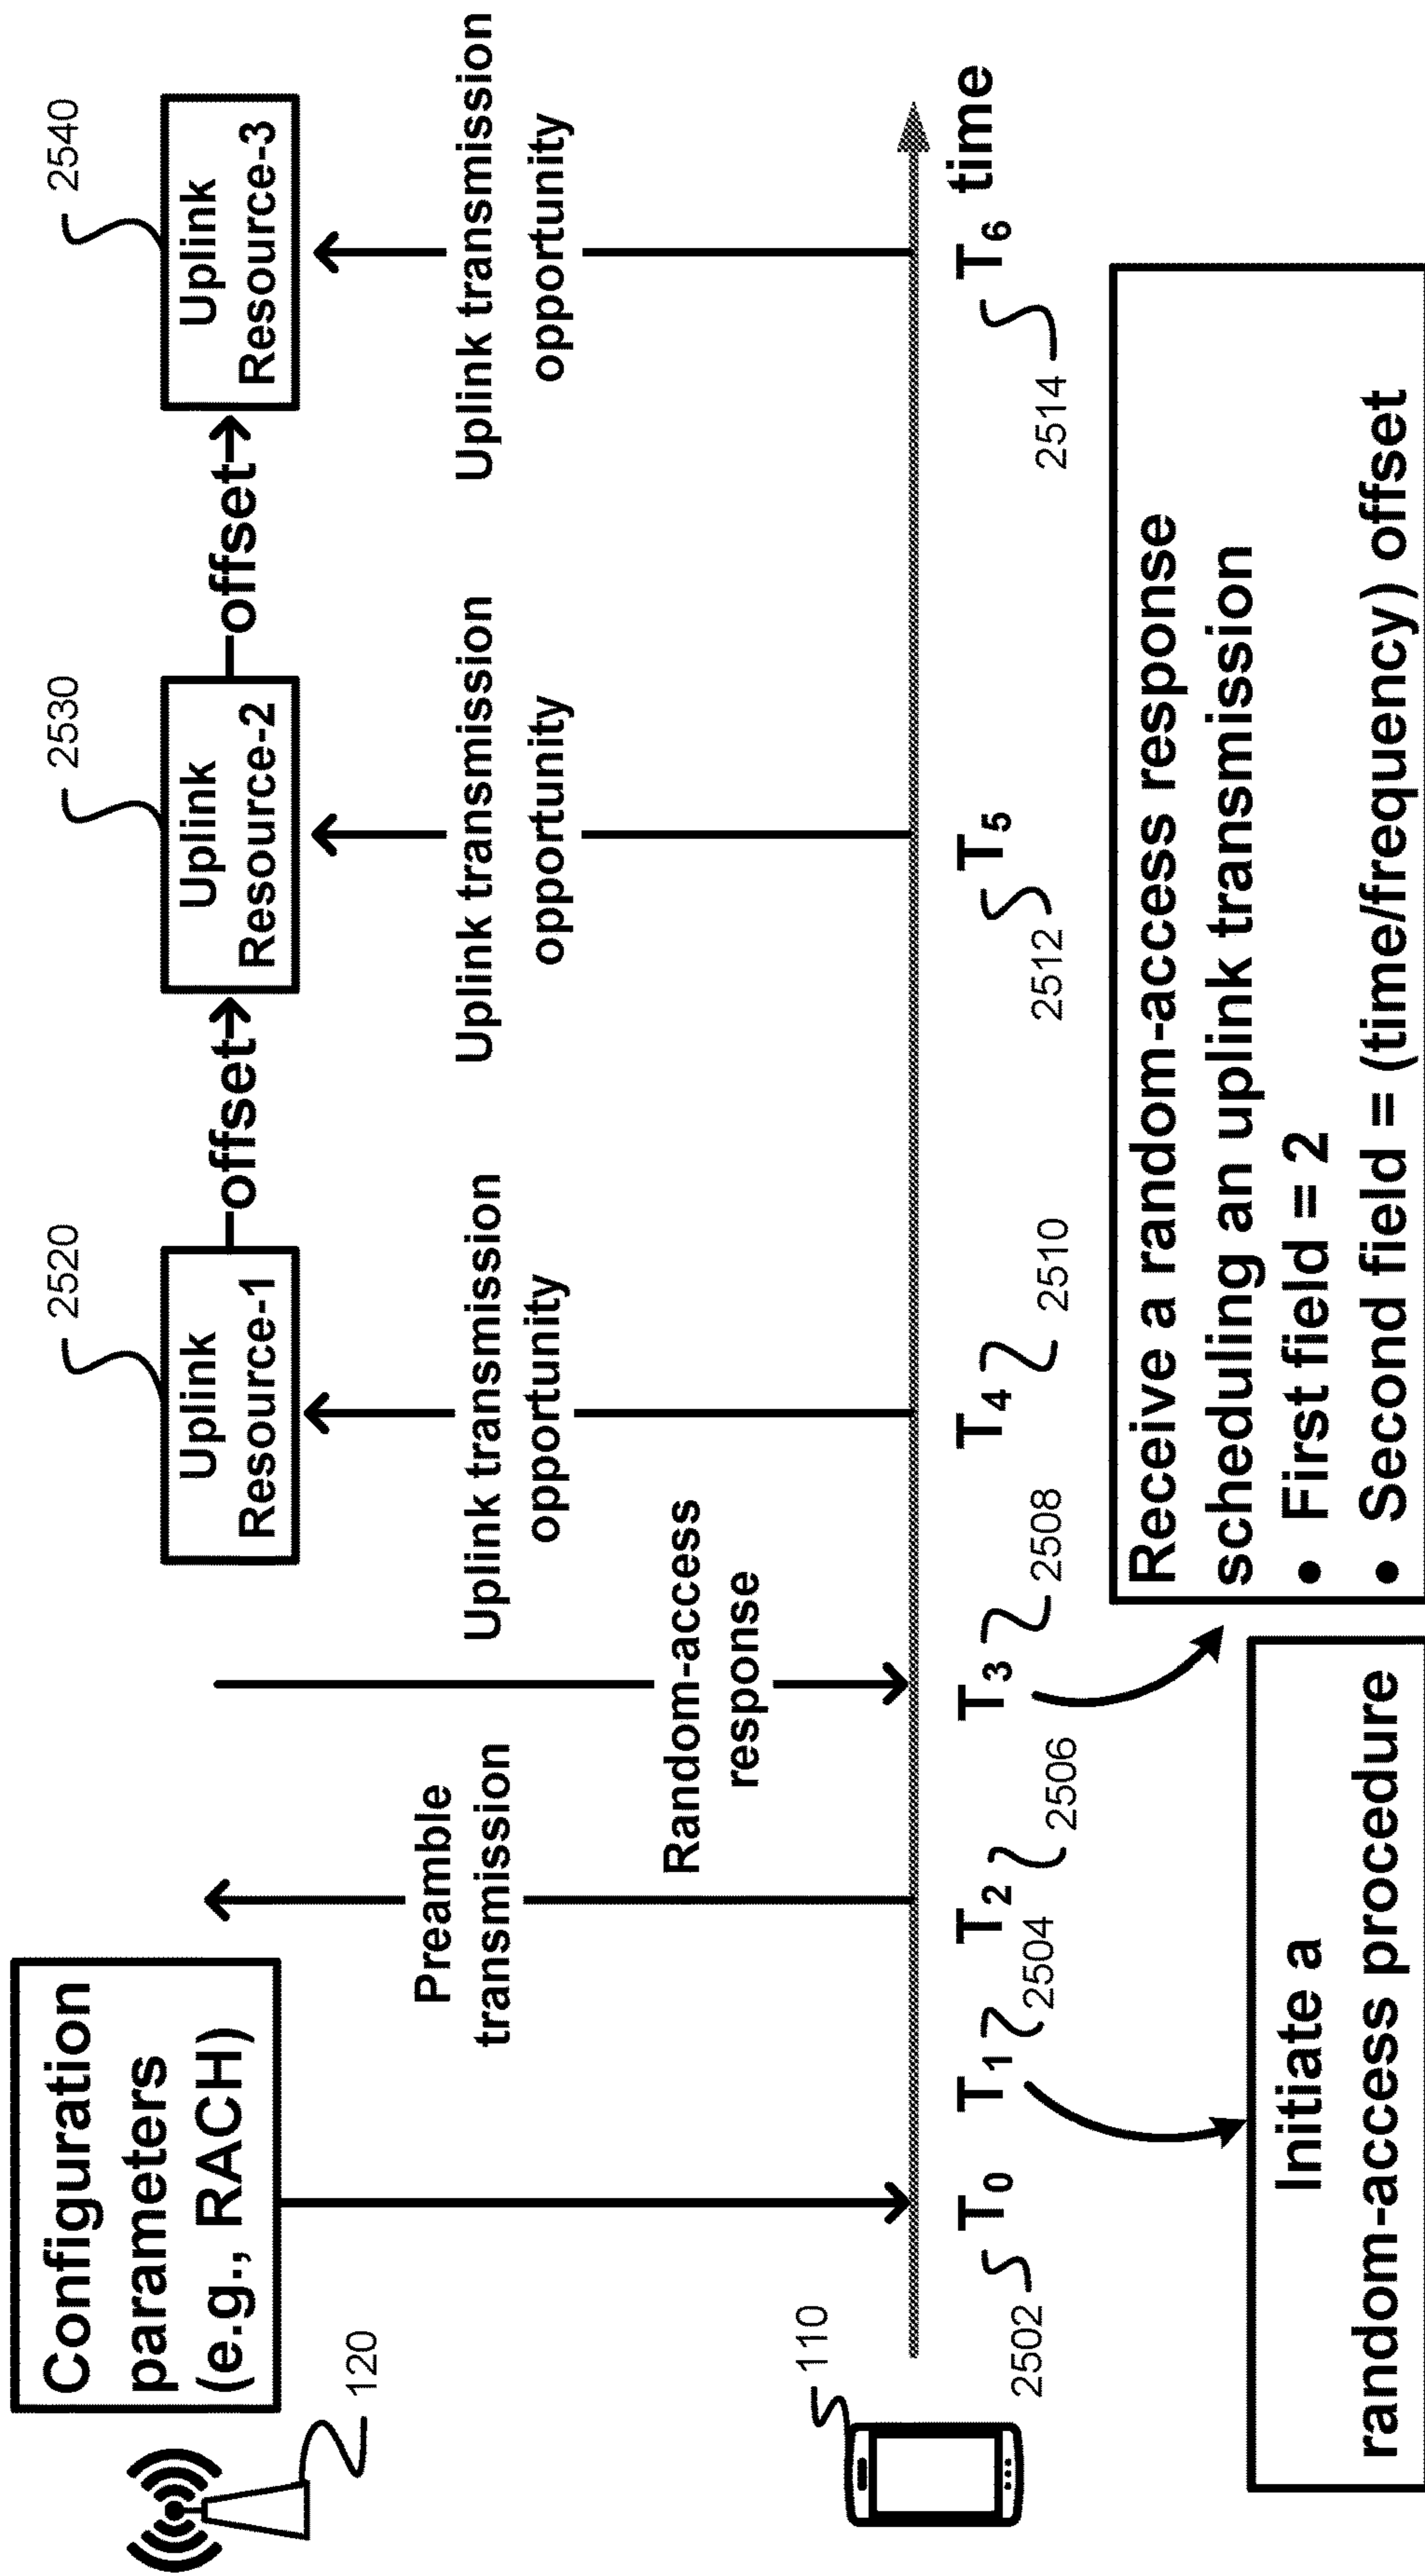 Configuration
parameters
(e.g., RACH)
120
Preamble
transmission
Random-access
response
2520
Uplink
Resource-1
offset
2530
Uplink
Resource-2
offset
2540
Uplink
Resource-3
Uplink transmission
opportunity
Uplink transmission
opportunity
Uplink transmission
opportunity
110
T0
T1
T2
T3
T4
T5
T6
time
2502
2504
2506
2508
2510
2512
2514
Initiate a
random-access procedure
Receive a random-access response
scheduling an uplink transmission
• First field = 2
• Second field = (time/frequency) offset